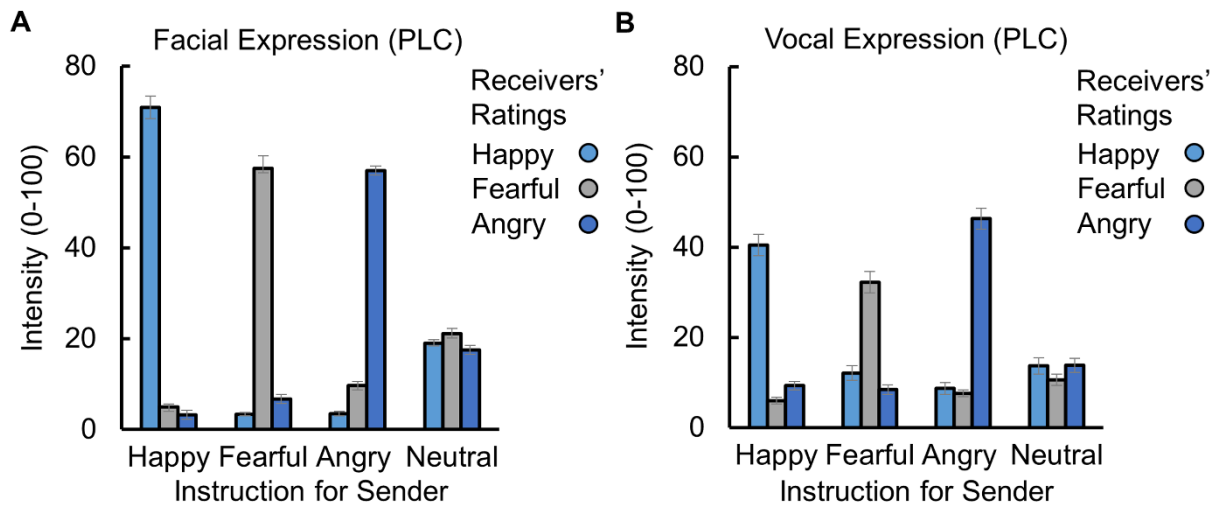 A
Facial Expression (PLC)
80
60
40
20
0
Intensity (0-100)
Receivers'
Ratings
Happy
Fearful
Angry
Happy Fearful Angry Neutral
Instruction for Sender
B
Vocal Expression (PLC)
80
60
40
20
0
Intensity (0-100)
Receivers'
Ratings
Happy
Fearful
Angry
Happy Fearful Angry Neutral
Instruction for Sender